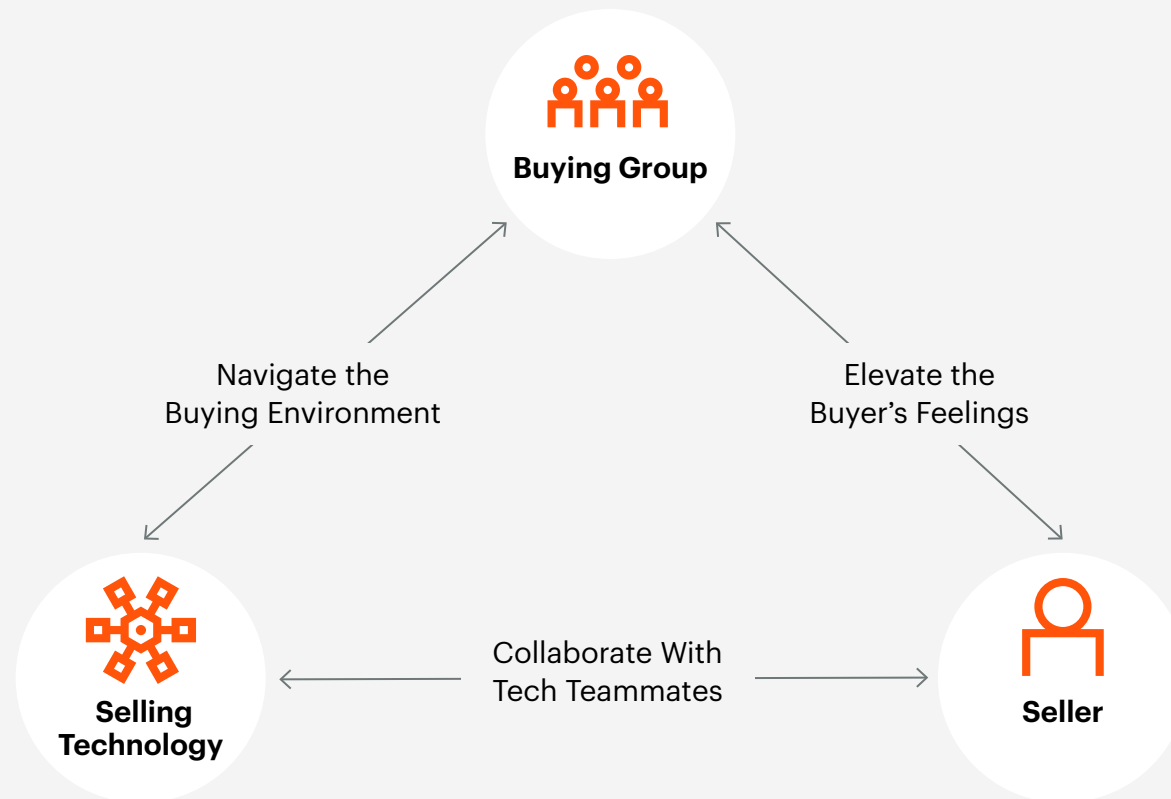 Buying Group
Navigate the
Buying Environment
Elevate the
Buyer’s Feelings
Collaborate With
Tech Teammates
Selling
Technology
Seller